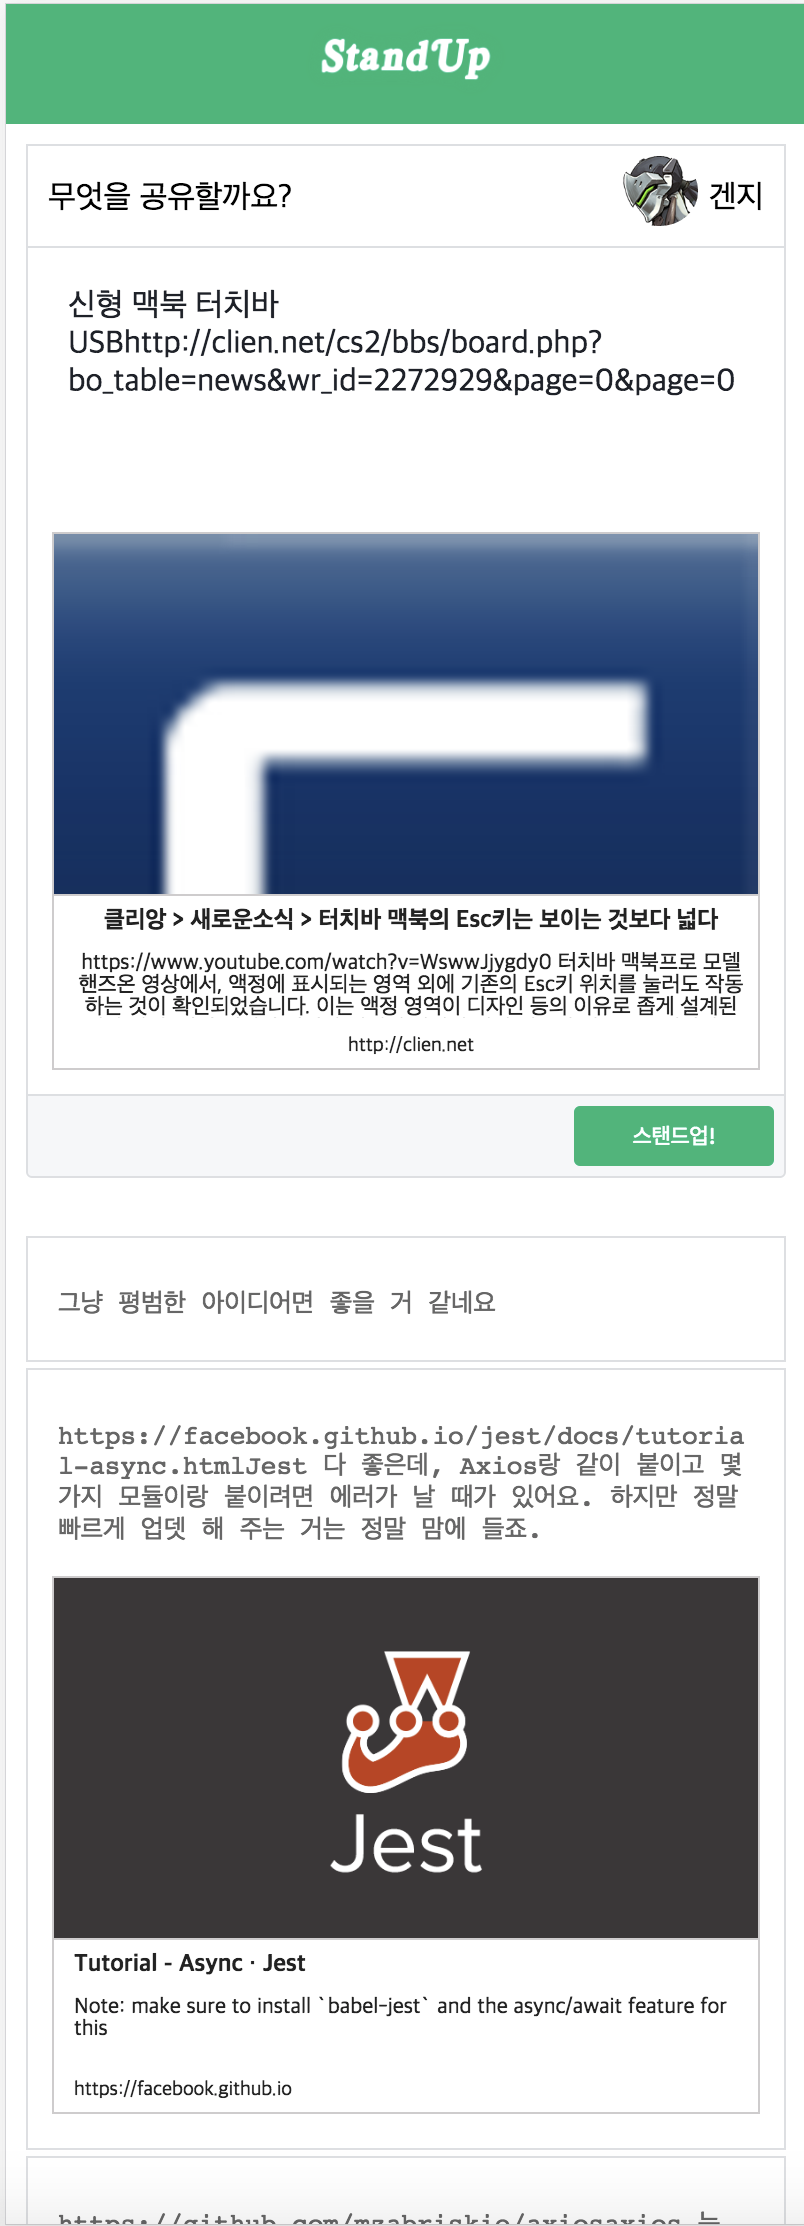 StandUp
무엇을 공유할까요?
겐지
신형 맥북 터치바
USBhttp://clien.net/cs2/bbs/board.php?
bo_table=news&wr_id=2272929&page=0&page=0
클리앙 > 새로운소식 > 터치바 맥북의 Esc키는 보이는 것보다 넓다
https://www.youtube.com/watch?v=WswwJjygdy0 터치바 맥북프로 모델
핸즈온 영상에서, 액정에 표시되는 영역 외에 기존의 Esc키 위치를 눌러도 작동
하는 것이 확인되었습니다. 이는 액정 영역이 디자인 등의 이유로 좁게 설계된
http://clien.net
스탠드업!
그냥 평범한 아이디어면 좋을 거 같네요
https://facebook.github.io/jest/docs/tutoria
l-async.htmlJest 다 좋은데, Axios랑 같이 붙이고 몇
가지 모듈이랑 붙이려면 에러가 날 때가 있어요. 하지만 정말
빠르게 업뎃 해 주는 거는 정말 맘에 들죠.
Jest
Tutorial - Async · Jest
Note: make sure to install `babel-jest` and the async/await feature for
this
https://facebook.github.io
https://github.com/mzabriskie/axiosaxios 는